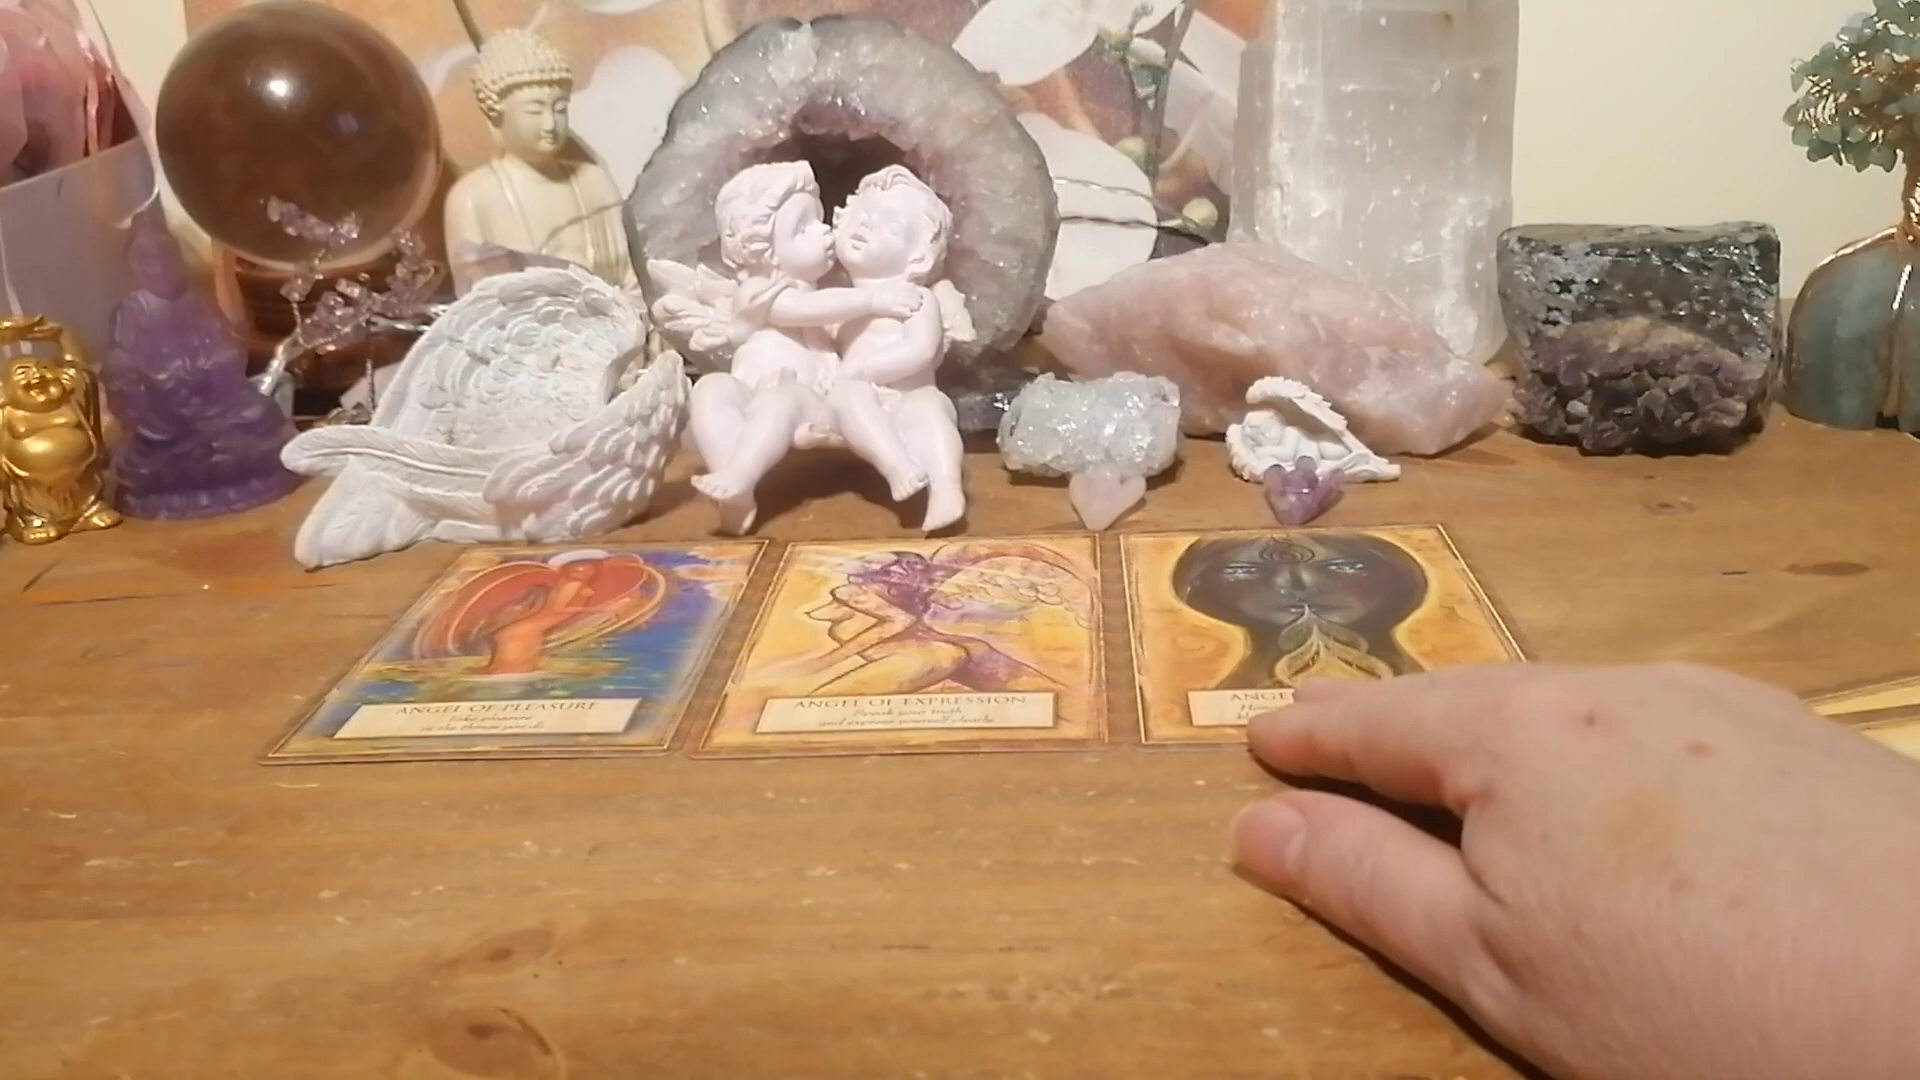 ANGEL OF PLEASURE
Take pleasure
in the things you do
ANGEL OF EXPRESSION
Speak your truth
and express yourself clearly
ANGE